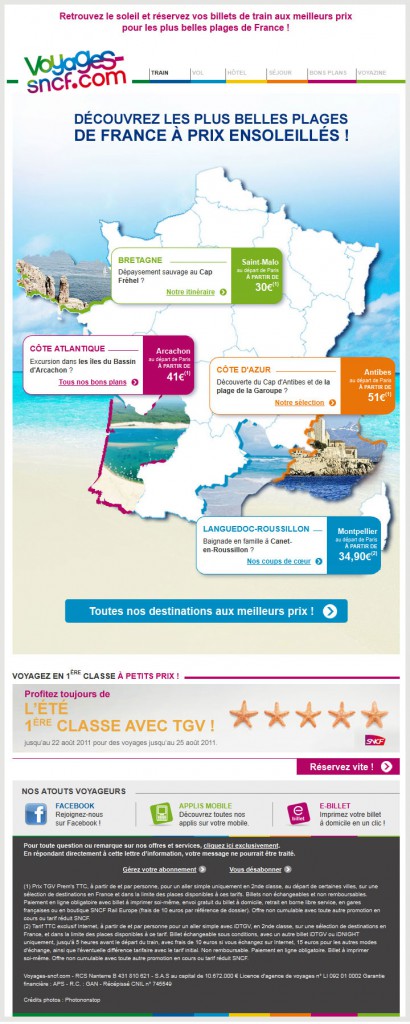 Retrouvez le soleil et réservez vos billets de train aux meilleurs prix
pour les plus belles plages de France !
Voyages-
sncf.com
TRAIN VOL HÔTEL SÉJOUR BONS PLANS VOYAZINE
DÉCOUVREZ LES PLUS BELLES PLAGES
DE FRANCE À PRIX ENSOLEILLÉS !
BRETAGNE
Dépaysement sauvage au Cap
Fréhel ?
Notre itinéraire
Saint-Malo
au départ de Paris
À PARTIR DE
30€(1)
CÔTE ATLANTIQUE
Excursion dans les îles du Bassin
d'Arcachon ?
Tous nos bons plans
Arcachon
au départ de Paris
À PARTIR DE
41€(1)
CÔTE D'AZUR
Découverte du Cap d'Antibes et de la
plage de la Garoupe ?
Notre sélection
Antibes
au départ de Paris
À PARTIR DE
51€(1)
LANGUEDOC-ROUSSILLON
Baignade en famille à Canet-
en-Roussillon ?
Nos coups de cœur
Montpellier
au départ de Paris
À PARTIR DE
34,90€(2)
Toutes nos destinations aux meilleurs prix !
VOYAGEZ EN 1ÈRE CLASSE À PETITS PRIX !
Profitez toujours de
L'ÉTÉ
1ÈRE CLASSE AVEC TGV !
jusqu'au 22 août 2011 pour des voyages jusqu'au 25 août 2011.
SNCF
Réservez vite !
NOS ATOUTS VOYAGEURS
FACEBOOK
Rejoignez-nous
sur Facebook !
APPLIS MOBILE
Découvrez toutes nos
applis sur votre mobile.
e
billet
E-BILLET
Imprimez votre billet
à domicile en un clic !
Pour toute question ou remarque sur nos offres et services, cliquez ici exclusivement.
En répondant directement à cette lettre d'information, votre message ne pourrait être traité.
Gérez votre abonnement
Vous désabonner
(1) Prix TGV Prem's TTC, à partir de et par personne, pour un aller simple uniquement en 2nde classe, au départ de certaines villes, sur une
sélection de destinations en France et dans la limite des places disponibles à ces tarifs. Billets non échangeables et non remboursables.
Paiement en ligne obligatoire avec billet à imprimer soi-même, envoi gratuit du billet à domicile, retrait en borne libre service, en gares
françaises ou en boutique SNCF Rail Europe (frais de 10 euros par référence de dossier). Offre non cumulable avec toute autre promotion en
cours ou tarif réduit SNCF.
(2) Tarif TTC exclusif Internet, à partir de et par personne pour un aller simple avec iDTGV, en 2nde classe, sur une sélection de destinations en
France, et dans la limite des places disponibles à ce tarif. Billet échangeable sous conditions, avec un autre billet iDTGV ou iDNIGHT
uniquement, jusqu'à 5 heures avant le départ du train, avec frais de 10 euros si vous échangez sur Internet, 15 euros pour les autres modes
d'échange, ainsi que l'éventuelle différence tarifaire avec le tarif initial. Non remboursable. Paiement en ligne obligatoire. Billet à imprimer
soi-même. Offre non cumulable avec toute autre promotion en cours ou tarif réduit SNCF.
Voyages-sncf.com - RCS Nanterre B 431 810 621 - S.A.S au capital de 10.672.000 € Licence d'agence de voyages n° LI 092 01 0002 Garantie
financière : APS - R.C. : GAN - Récépissé CNIL n° 745549
Crédits photos : Photononstop